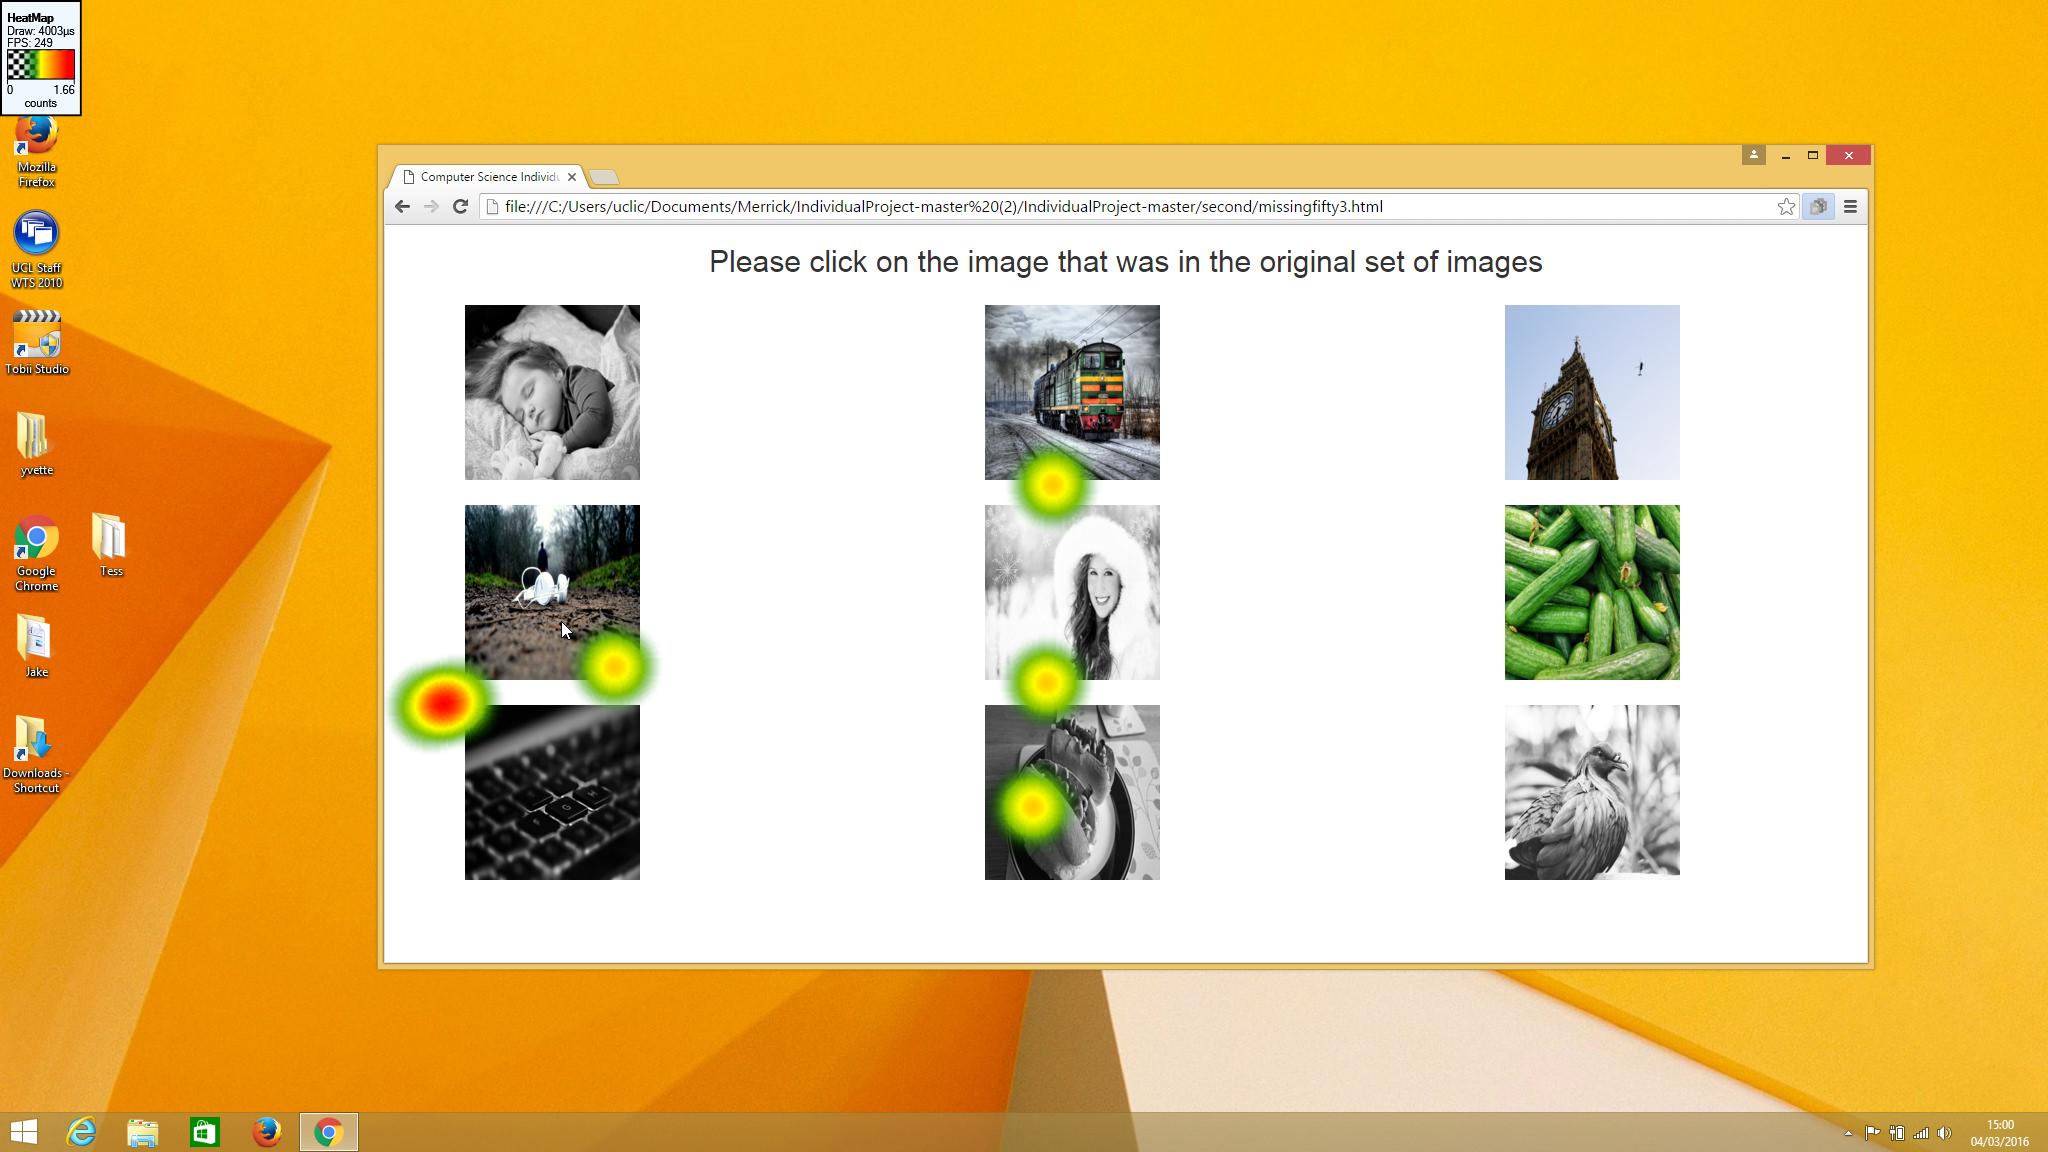 HeatMap
Draw: 4003µs
FPS: 249
0 1.66
counts
Mozilla
Firefox
UCL Staff
WTS 2010
Tobii Studio
yvette
Google
Chrome
Tess
Jake
Downloads -
Shortcut
Computer Science Individu
file:///C:/Users/uclic/Documents/Merrick/IndividualProject-master%20(2)/IndividualProject-master/second/missingfifty3.html
Please click on the image that was in the original set of images
G
H
15:00
04/03/2016